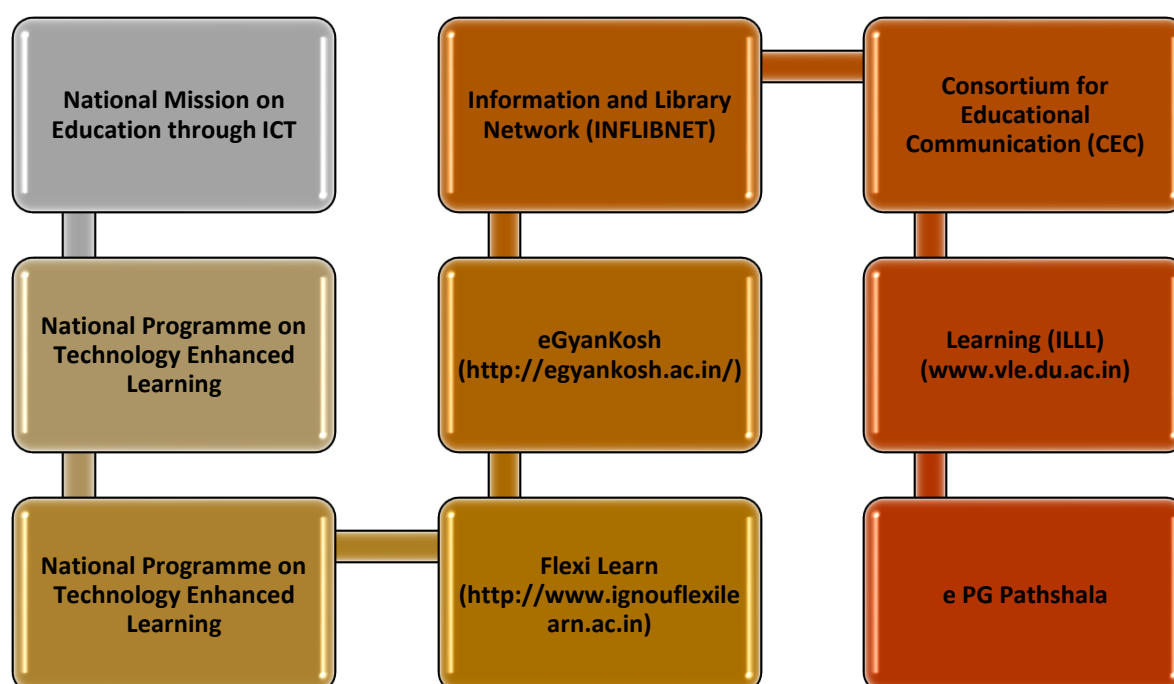 National Mission on
Education through ICT
National Programme on
Technology Enhanced
Learning
National Programme on
Technology Enhanced
Learning
Flexi Learn
(http://www.ignouflexile
arn.ac.in)
eGyanKosh
(http://egyankosh.ac.in/)
Information and Library
Network (INFLIBNET)
Consortium for
Educational
Communication (CEC)
Learning (ILLL)
(www.vle.du.ac.in)
e PG Pathshala